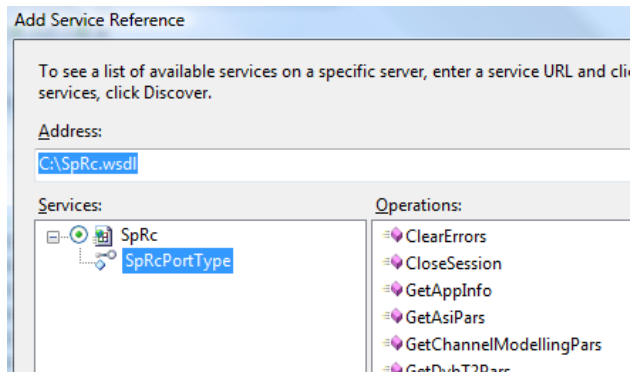 Add Service Reference
To see a list of available services on a specific server, enter a service URL and
services, click Discover.
Address:
C:\SpRc.wsdl
Services:
Operations:
SpRc
SpRcPortType
ClearErrors
CloseSession
GetAppInfo
GetAsiPars
GetChannelModellingPars
GetDvbT2Pars